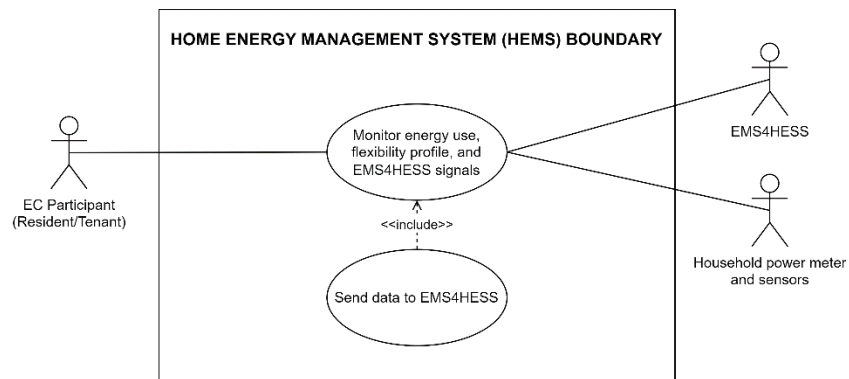 HOME ENERGY MANAGEMENT SYSTEM (HEMS) BOUNDARY
EC Participant
(Resident/Tenant)
Monitor energy use,
flexibility profile, and
EMS4HESS signals
<<include>>
Send data to EMS4HESS
EMS4HESS
Household power meter
and sensors